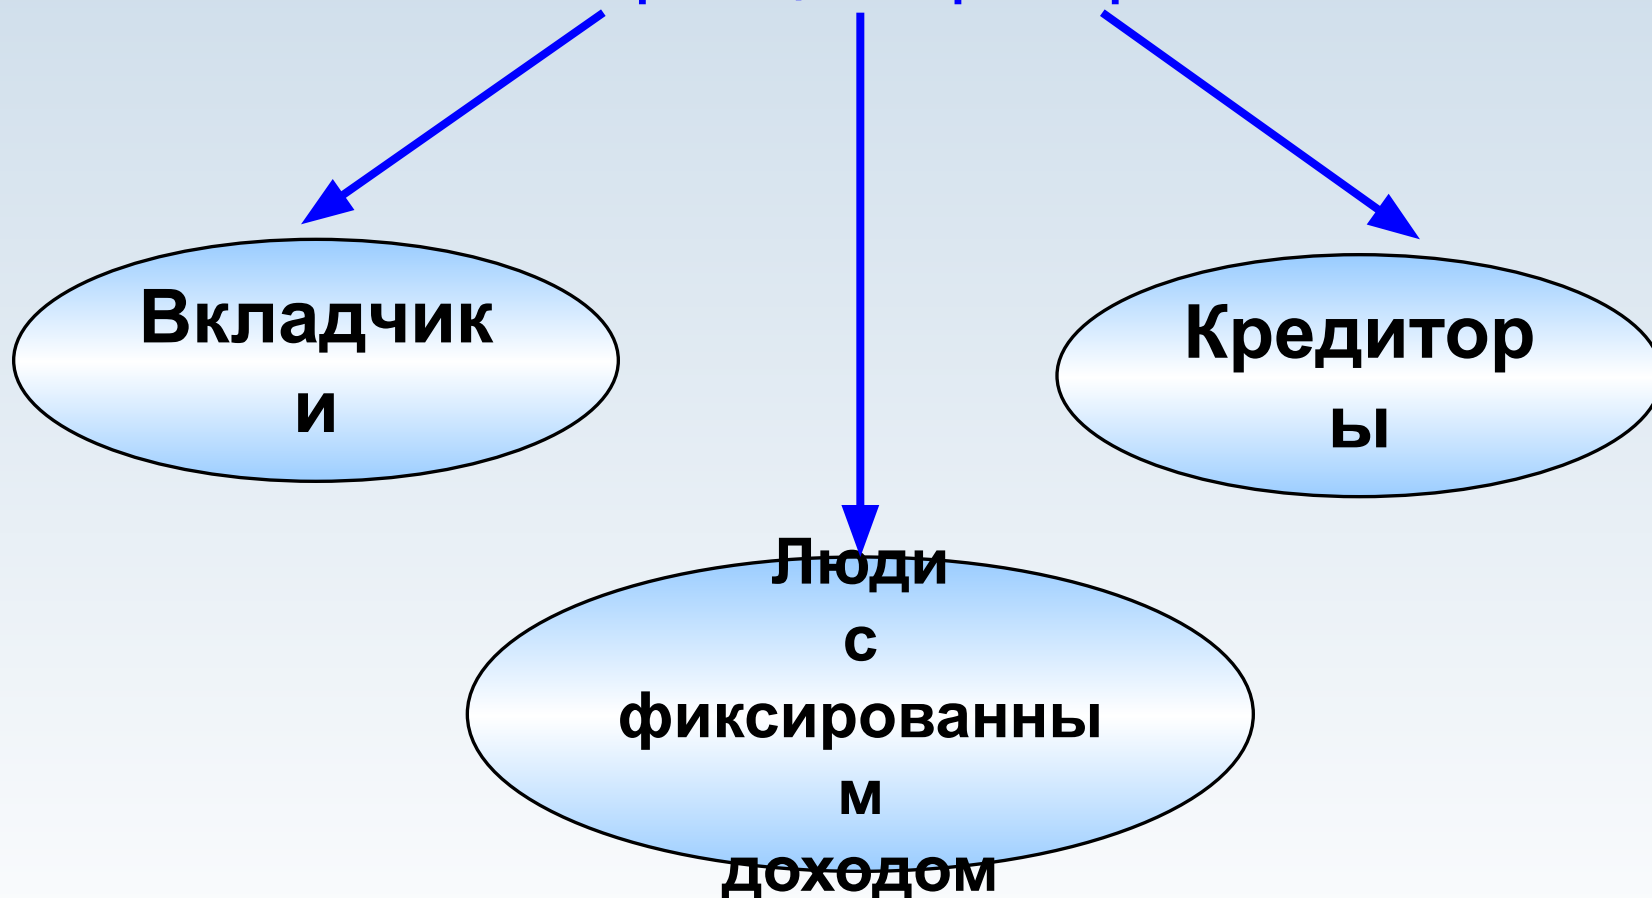 Вкладчик
и
Кредитор
ы
Люди
с
фиксированны
м
доходом